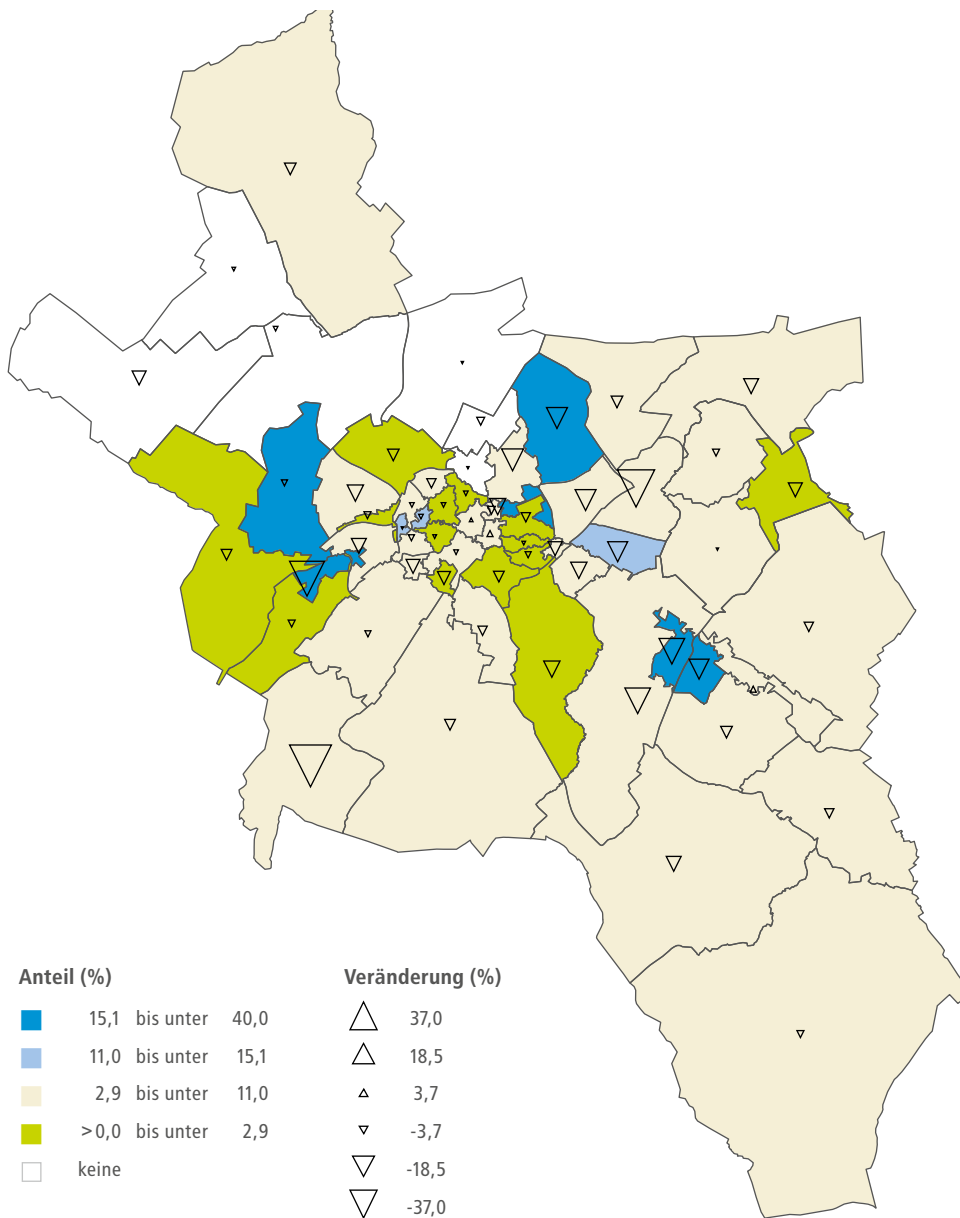 Anteil (%)
15,1 bis unter 40,0
11,0 bis unter 15,1
2,9 bis unter 11,0
>0,0 bis unter 2,9
keine
Veränderung (%)
37,0
18,5
3,7
-3,7
-18,5
-37,0